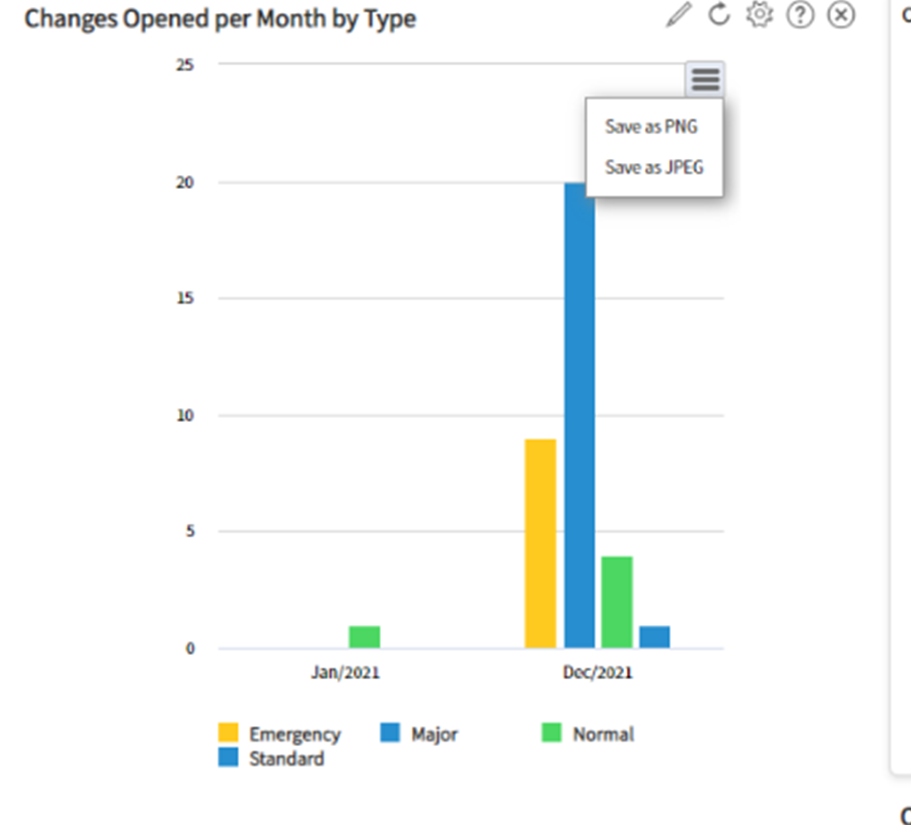 Changes Opened per Month by Type
25
Save as PNG
Save as JPEG
20
15
10
5
0
Jan/2021 Dec/2021
Emergency Major Normal
Standard